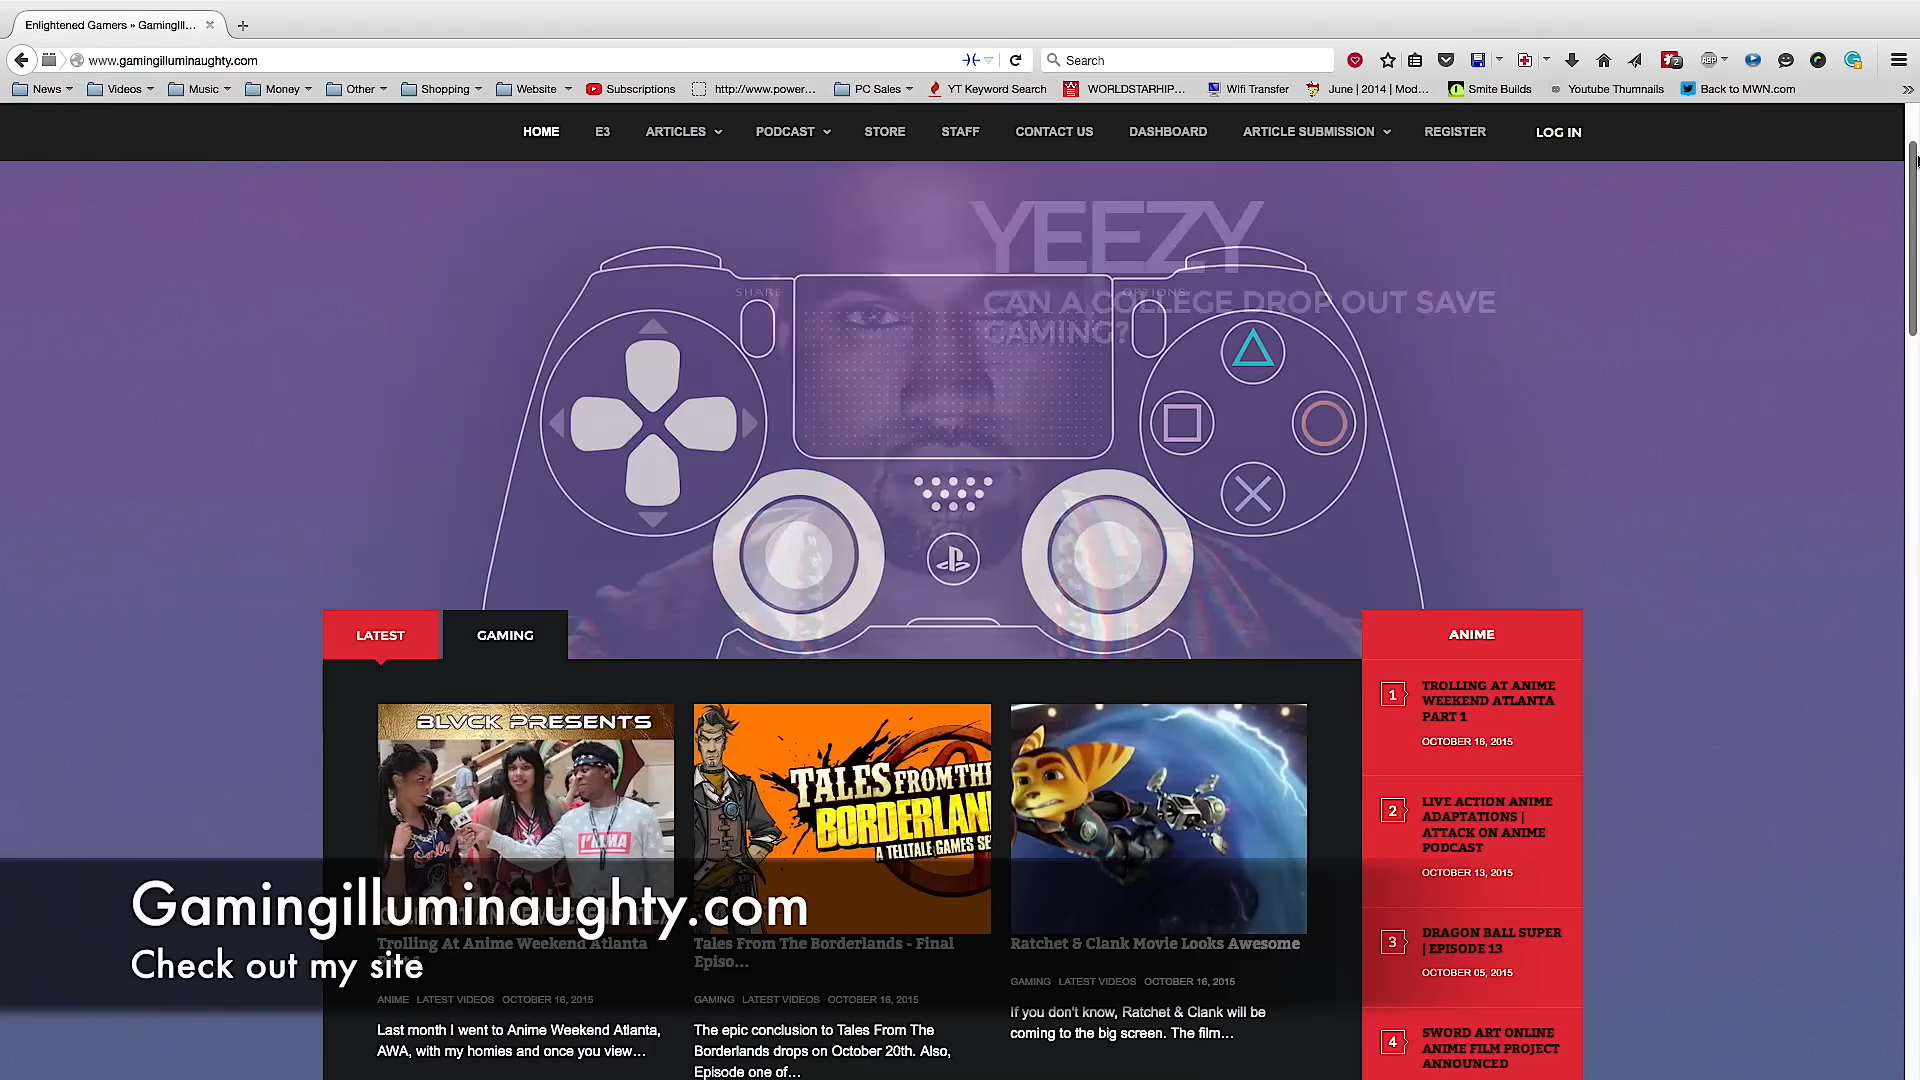 Enlightened Gamers » GamingIll...
www.gamingilluminaughty.com
Search
News
Videos
Music
Money
Other
Shopping
Website
Subscriptions
http://www.power...
PC Sales
YT Keyword Search
WORLDSTARHIP...
Wifi Transfer
June | 2014 | Mod...
Smite Builds
Youtube Thumnails
Back to MWN.com
HOME
E3
ARTICLES
PODCAST
STORE
STAFF
CONTACT US
DASHBOARD
ARTICLE SUBMISSION
REGISTER
LOG IN
YEEZY
CAN A COLLEGE DROP OUT SAVE
GAMING?
SHARE
OPTIONS
LATEST
GAMING
ANIME
BLVCK PRESENTS
TALES FROM THE
BORDERLAN
A TELLTALE GAMES SE
1
TROLLING AT ANIME
WEEKEND ATLANTA
PART 1
OCTOBER 16, 2015
2
LIVE ACTION ANIME
ADAPTATIONS |
ATTACK ON ANIME
PODCAST
OCTOBER 13, 2015
3
DRAGON BALL SUPER
| EPISODE 13
OCTOBER 05, 2015
4
SWORD ART ONLINE
ANIME FILM PROJECT
ANNOUNCED
Gamingilluminaughty.com
Check out my site
Trolling At Anime Weekend Atlanta
ANIME LATEST VIDEOS OCTOBER 16, 2015
Last month I went to Anime Weekend Atlanta,
AWA, with my homies and once you view...
Tales From The Borderlands - Final
Episo...
GAMING LATEST VIDEOS OCTOBER 16, 2015
The epic conclusion to Tales From The
Borderlands drops on October 20th. Also,
Episode one of...
Ratchet & Clank Movie Looks Awesome
GAMING LATEST VIDEOS OCTOBER 16, 2015
If you don't know, Ratchet & Clank will be
coming to the big screen. The film...